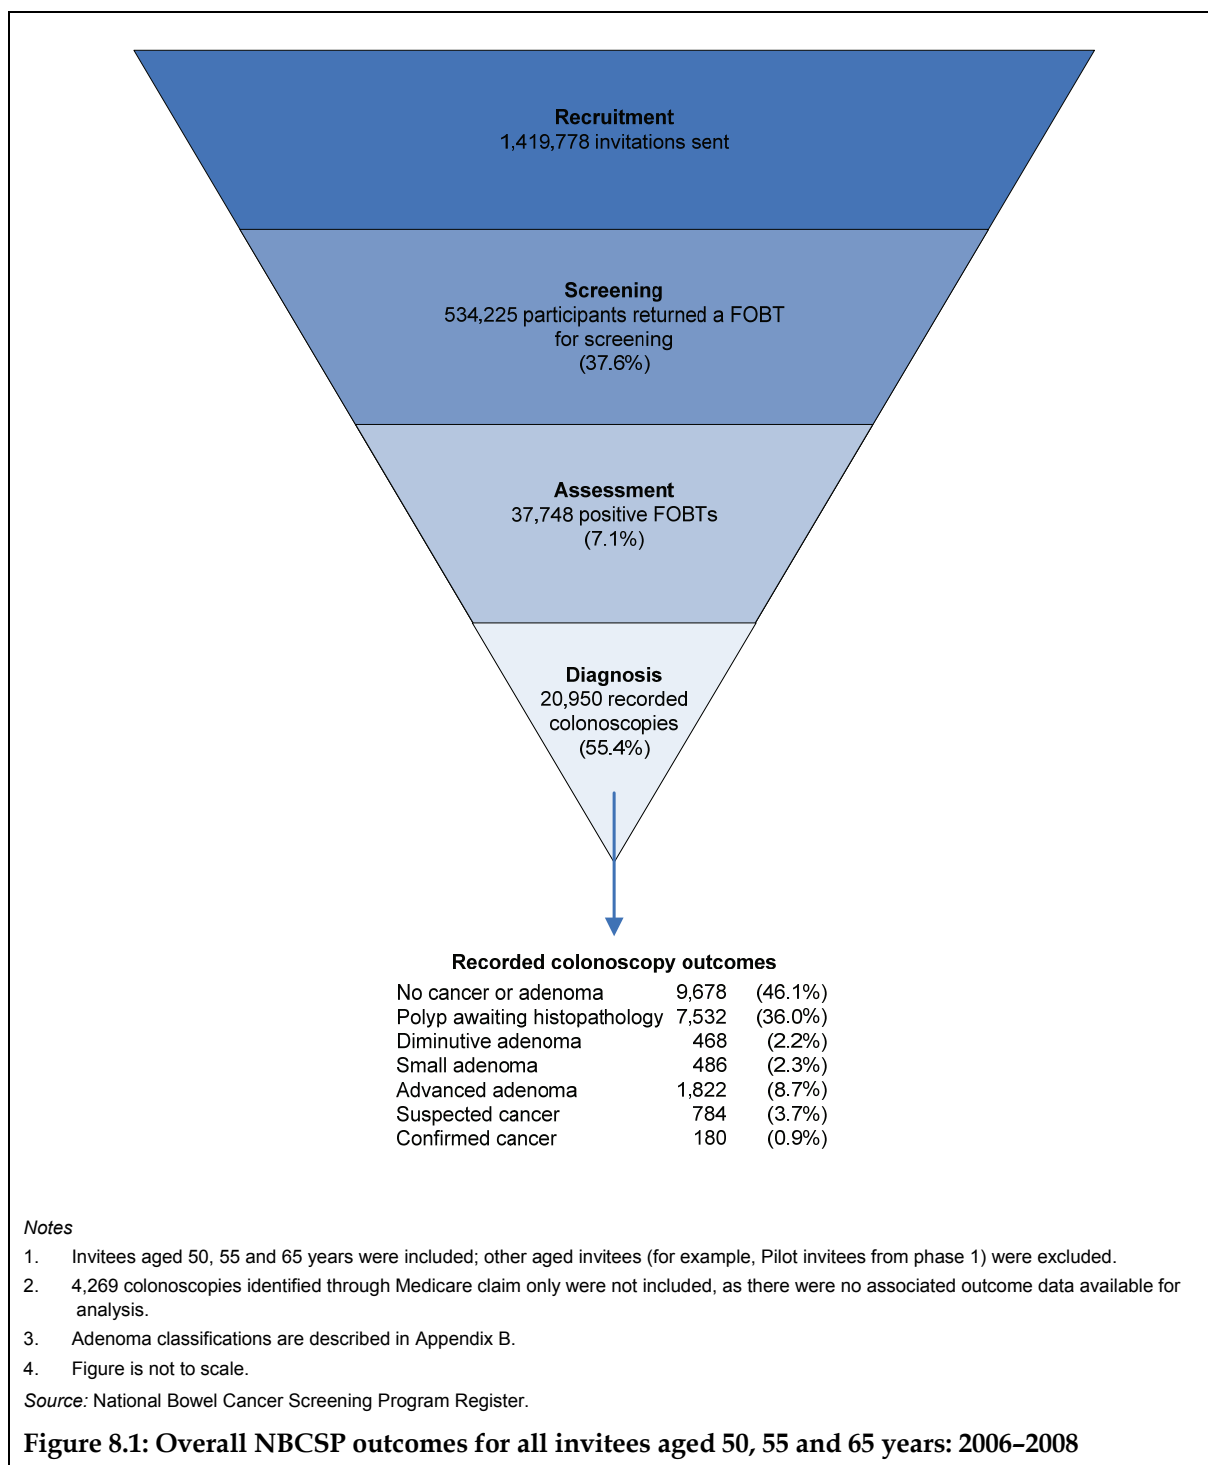 Recruitment
1,419,778 invitations sent
Screening
534,225 participants returned a FOBT
for screening
(37.6%)
Assessment
37,748 positive FOBTs
(7.1%)
Diagnosis
20,950 recorded
colonoscopies
(55.4%)
Recorded colonoscopy outcomes
No cancer or adenoma 9,678 (46.1%)
Polyp awaiting histopathology 7,532 (36.0%)
Diminutive adenoma 468 (2.2%)
Small adenoma 486 (2.3%)
Advanced adenoma 1,822 (8.7%)
Suspected cancer 784 (3.7%)
Confirmed cancer 180 (0.9%)
Notes
1. Invitees aged 50, 55 and 65 years were included; other aged invitees (for example, Pilot invitees from phase 1) were excluded.
2. 4,269 colonoscopies identified through Medicare claim only were not included, as there were no associated outcome data available for
analysis.
3. Adenoma classifications are described in Appendix B.
4. Figure is not to scale.
Source: National Bowel Cancer Screening Program Register.
Figure 8.1: Overall NBCSP outcomes for all invitees aged 50, 55 and 65 years: 2006–2008